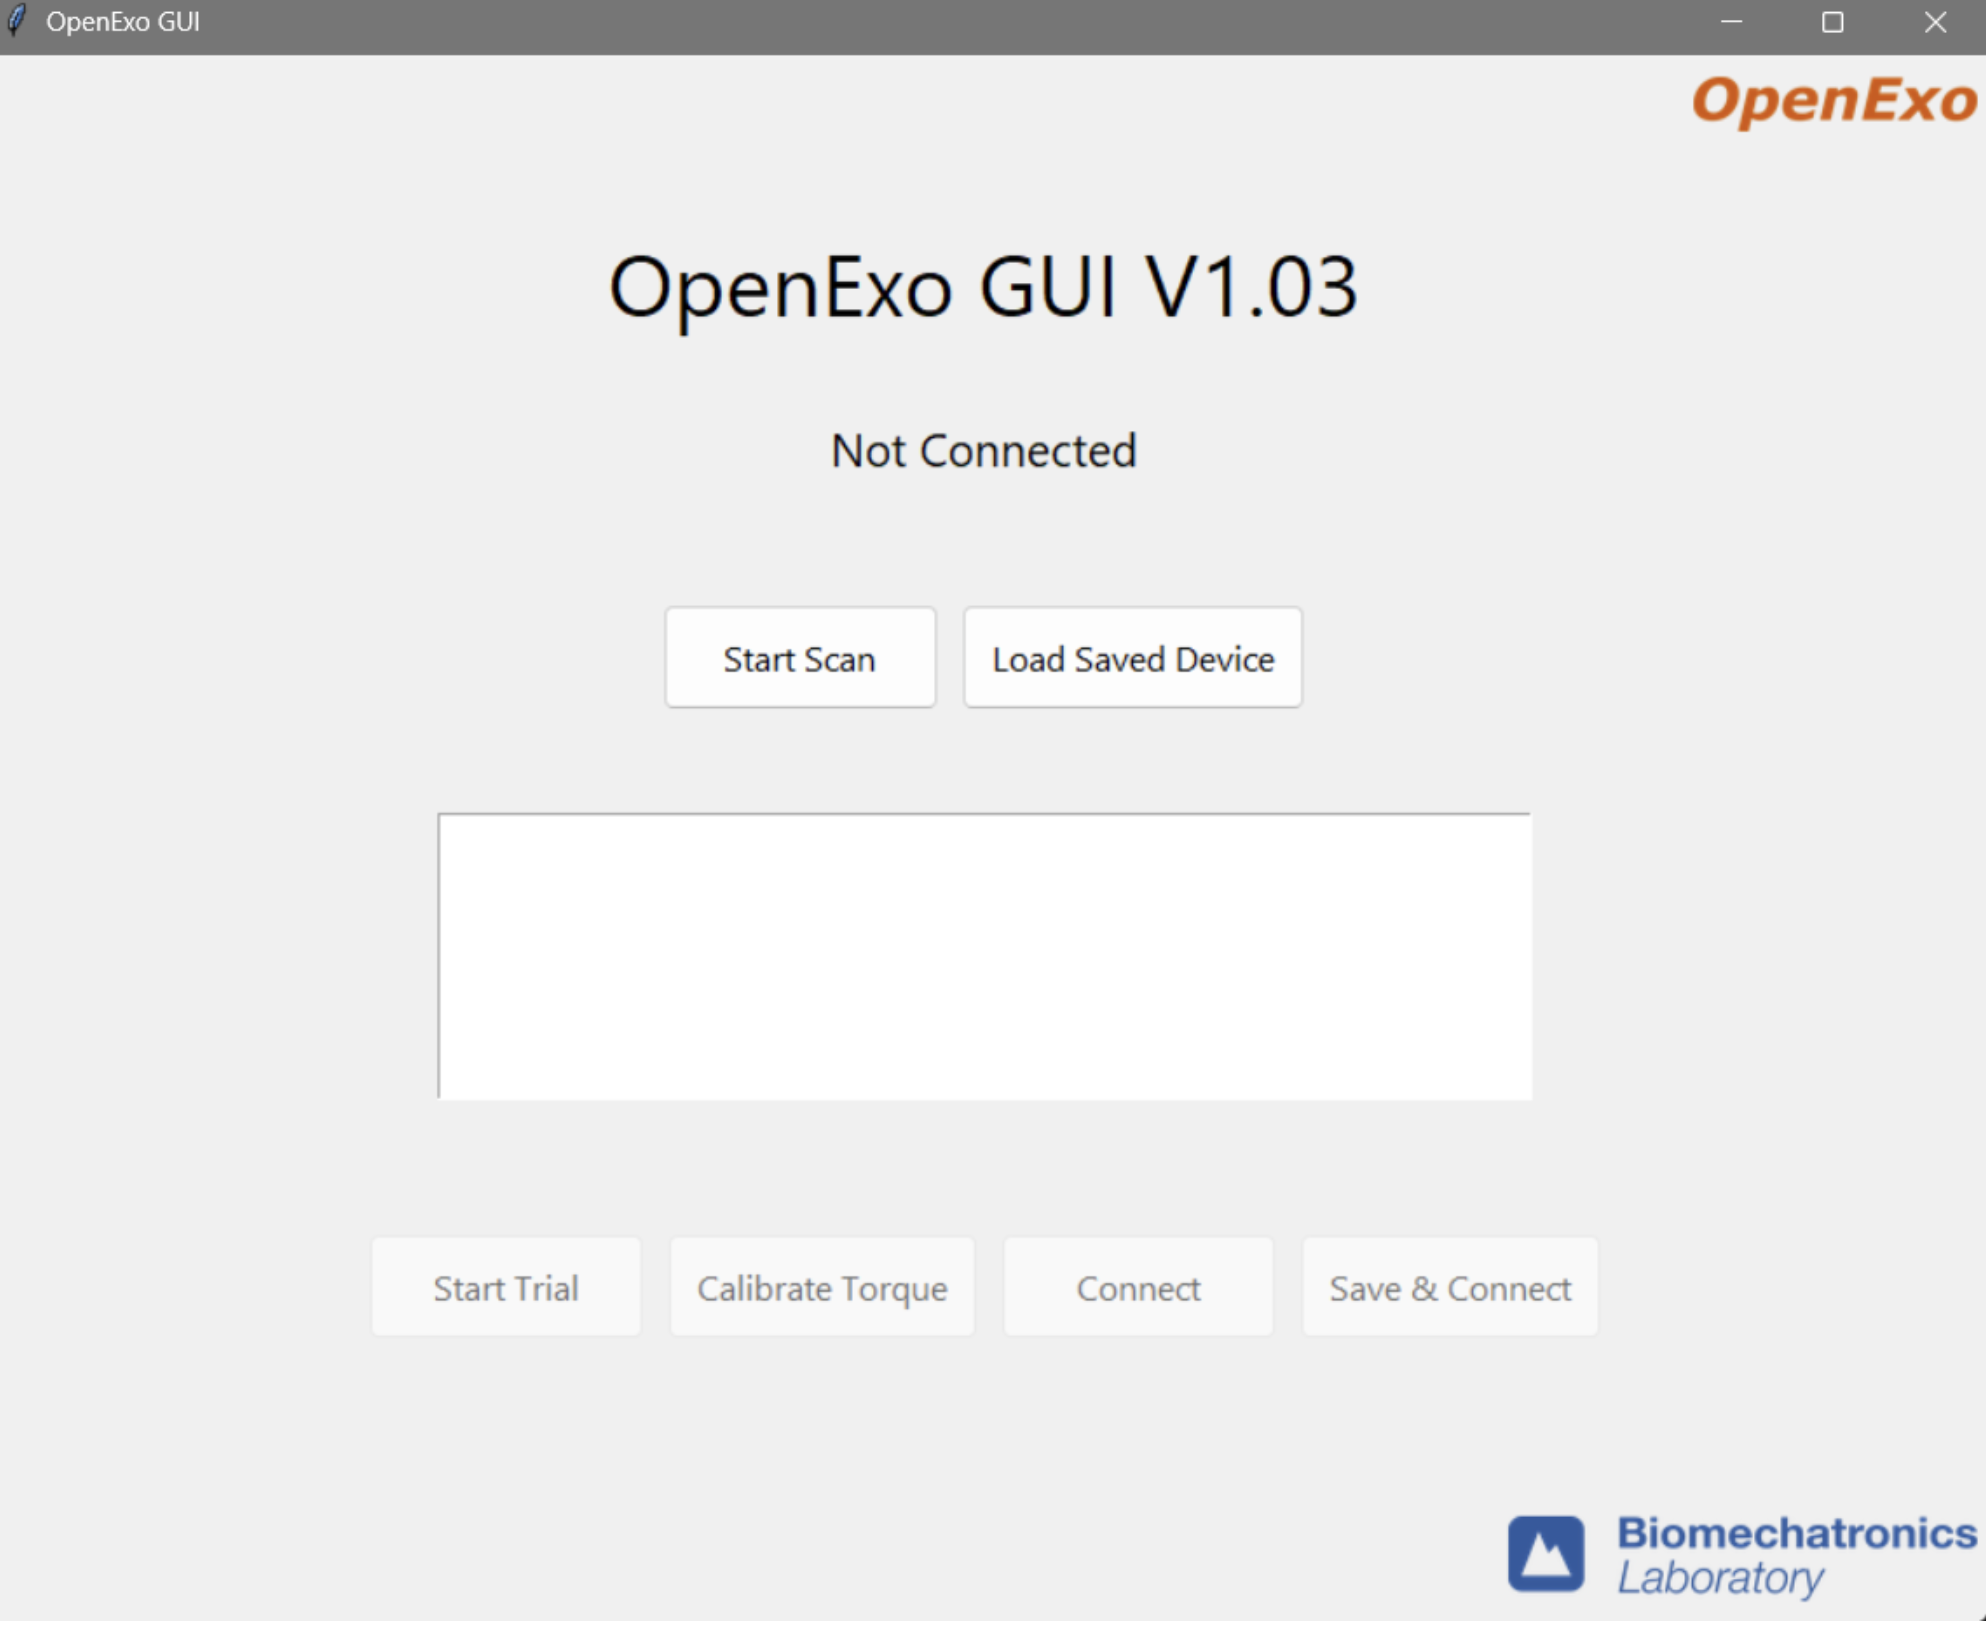 OpenExo GUI
OpenExo
OpenExo GUI V1.03
Not Connected
Start Scan
Load Saved Device
Start Trial
Calibrate Torque
Connect
Save & Connect
Biomechatronics
Laboratory